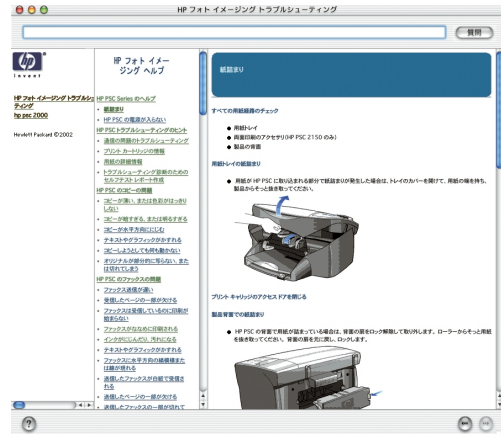 HP フォト イメージング トラブルシューティング
質問
hp
invent
HP フォト イメージング トラブルシュ
ーティング
hp psc 2000
Hewlett Packard ©2002
HP フォト イメー
ジング ヘルプ
HP PSC Series のヘルプ
紙詰まり
HP PSC の電源が入らない
HP PSC トラブルシューティングのヒント
通信の問題のトラブルシューティング
プリント カートリッジの情報
用紙の詳細情報
トラブルシューティング診断のための
セルフテスト レポート作成
HP PSC のコピーの問題
コピーが薄い、または色彩がはっきり
しない
コピーが暗すぎる、または明るすぎる
コピーが水平方向ににじむ
テキストやグラフィックがかすれる
コピーしようとしても何も動かない
オリジナルが部分的に写らない、また
は切れてしまう
HP PSC のファックスの問題
ファックス送信が遅い
受信したページの一部が欠ける
ファックスは受信しているのに印刷が
始まらない
ファックスがななめに印刷される
インクがにじんだり、汚れになる
テキストやグラフィックがかすれる
ファックスに水平方向の縞模様また
は線が現れる
送信したファックスが白紙で受信さ
れる
送信したページの一部が欠ける
送信したファックスの一部が切れて
紙詰まり
すべての用紙経路のチェック
用紙トレイ
両面印刷のアクセサリ(HP PSC 2150 のみ)
製品の背面
用紙トレイの紙詰まり
用紙が HP PSC に取り込まれる部分で紙詰まりが発生した場合は、トレイのカバーを開けて、用紙の端を持ち、
製品からそっと抜き取ってください。
プリント キャリッジのアクセス ドアを閉じる
製品背面での紙詰まり
HP PSC の背面で用紙が詰まっている場合は、背面の扉をロック解除して取り外します。ローラーからそっと用紙
を抜き取ってください。背面の扉を元に戻し、ロックします。
?